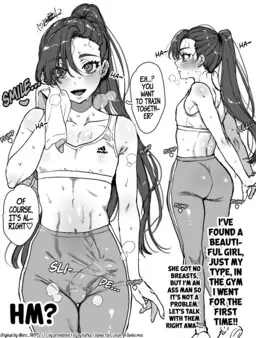 HA-
HA-
EH..?
YOU
WANT TO
TRAIN
TOGETH-
ER?
SMILE...
HA-
HA-
adidas
OF
COURSE,
IT'S AL-
RIGHT♡
SLI-
DE...
HM?
I'VE
FOUND A
BEAUTI-
FUL GIRL,
JUST MY
TYPE, IN
THE GYM
I WENT
FOR THE
FIRST
TIME!!
SHE GOT NO
BREASTS,
BUT I'M AN
ASS MAN SO
IT'S NOT A
PROBLEM.
LET'S TALK
WITH THEM
RIGHT AWA